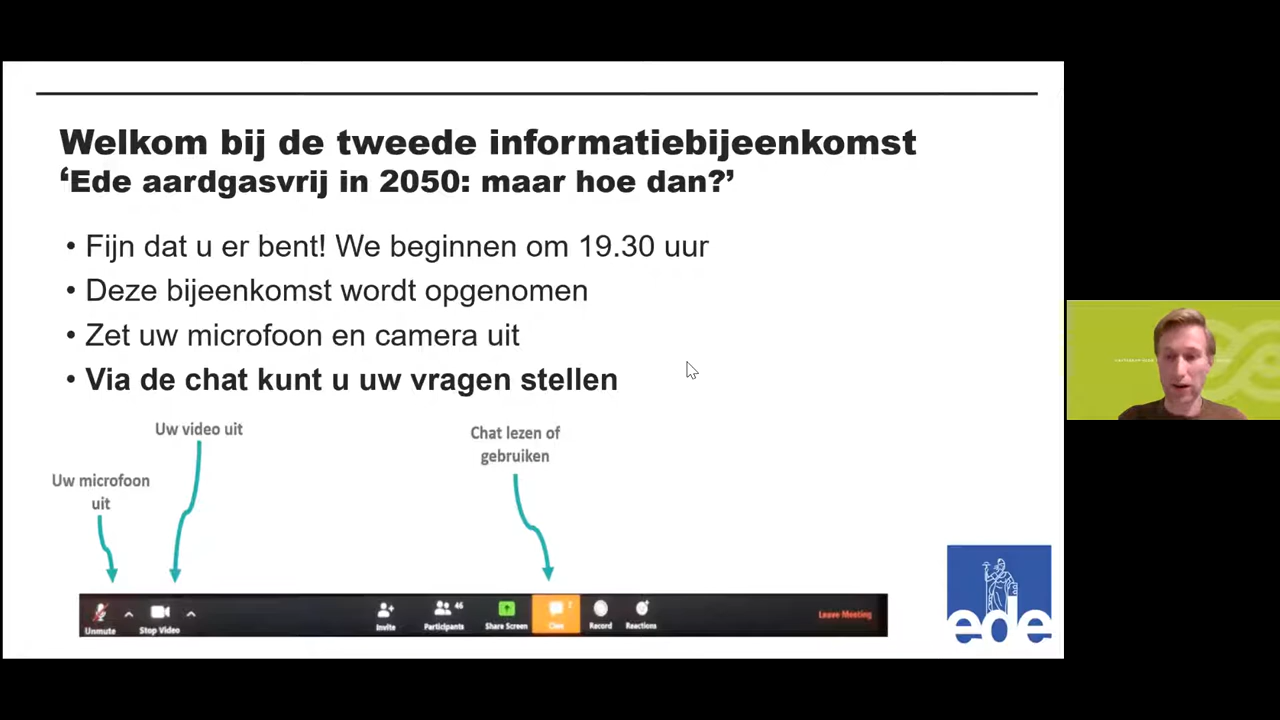 Welkom bij de tweede informatiebijeenkomst
‘Ede aardgasvrij in 2050: maar hoe dan?’
• Fijn dat u er bent! We beginnen om 19.30 uur
• Deze bijeenkomst wordt opgenomen
• Zet uw microfoon en camera uit
• Via de chat kunt u uw vragen stellen
Uw video uit
Chat lezen of
gebruiken
Uw microfoon
uit
46
Unmute
Stop Video
Invite
Participants
Share Screen
Chat
Record
Reactions
Leave Meeting
ede